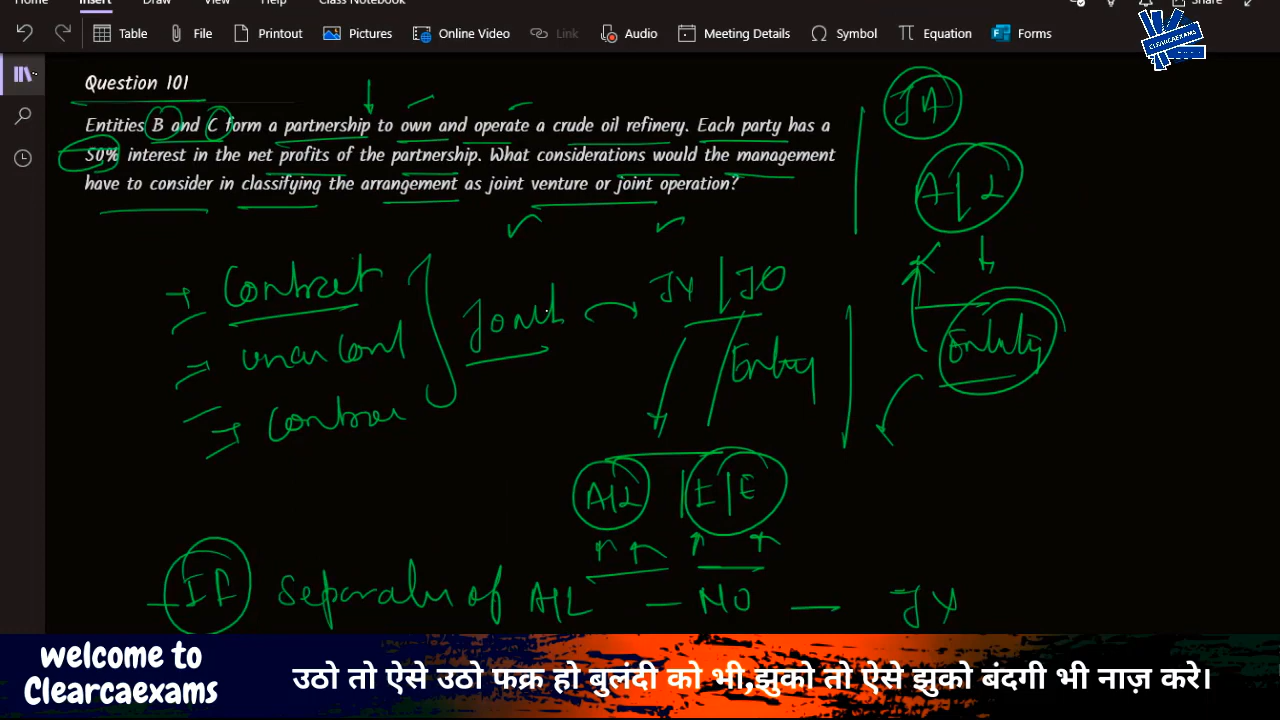 Home Insert Draw View Help Class Notebook Share
Table File Printout Pictures Online Video Link Audio Meeting Details Symbol Equation Forms
CLEARCAEXAMS
Question 101
Entities B and C form a partnership to own and operate a crude oil refinery. Each party has a
50% interest in the net profits of the partnership. What considerations would the management
have to consider in classifying the arrangement as joint venture or joint operation?
JA
A|L
Contract
Joint
JV | JO
Entity
Entity
A|L | E|E
IF Separation of A|L — NO — JV
welcome to
Clearcaexams
उठो तो ऐसे उठो फक्र हो बुलंदी को भी,झुको तो ऐसे झुको बंदगी भी नाज़ करे।